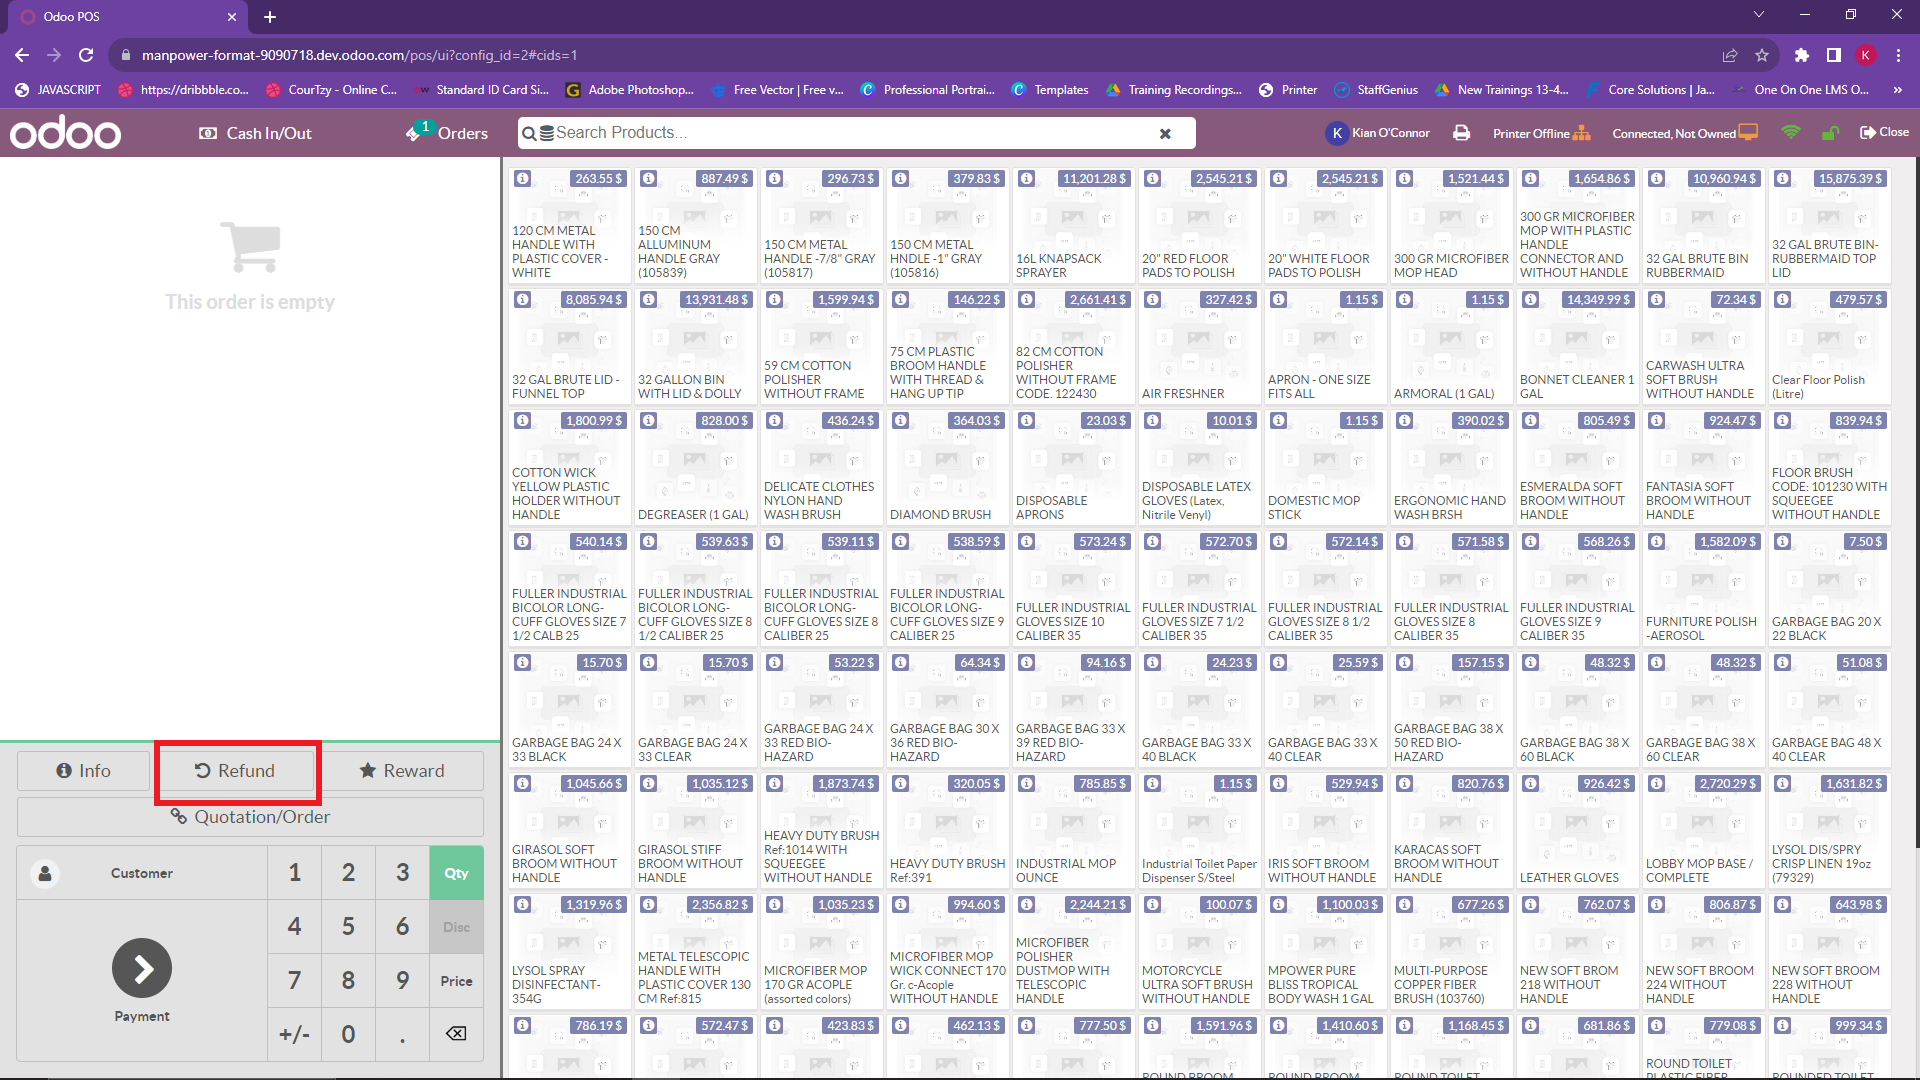 Odoo POS
manpower-format-9090718.dev.odoo.com/pos/ui?config_id=2#cids=1
K
JAVASCRIPT
https://dribbble.co...
CourTzy - Online C...
Standard ID Card Si...
Adobe Photoshop...
Free Vector | Free v...
Professional Portrai...
Templates
Training Recordings...
Printer
StaffGenius
New Trainings 13-4...
Core Solutions | Ja...
One On One LMS O...
»
odoo
Cash In/Out
1
Orders
Search Products...
K
Kian O'Connor
Printer Offline
Connected, Not Owned
Close
This order is empty
Info
Refund
Reward
Quotation/Order
Customer
Payment
1 2 3 Qty
4 5 6 Disc
7 8 9 Price
+/- 0 .
263.55 $
120 CM METAL
HANDLE WITH
PLASTIC COVER -
WHITE
887.49 $
150 CM
ALLUMINUM
HANDLE GRAY
(105839)
296.73 $
150 CM METAL
HANDLE -7/8" GRAY
(105817)
379.83 $
150 CM METAL
HNDLE -1" GRAY
(105816)
11,201.28 $
16L KNAPSACK
SPRAYER
2,545.21 $
20" RED FLOOR
PADS TO POLISH
2,545.21 $
20" WHITE FLOOR
PADS TO POLISH
1,521.44 $
300 GR MICROFIBER
MOP HEAD
1,654.86 $
300 GR MICROFIBER
MOP WITH PLASTIC
HANDLE
CONNECTOR AND
WITHOUT HANDLE
10,960.94 $
32 GAL BRUTE BIN
RUBBERMAID
15,875.39 $
32 GAL BRUTE BIN-
RUBBERMAID TOP
LID
8,085.94 $
32 GAL BRUTE LID -
FUNNEL TOP
13,931.48 $
32 GALLON BIN
WITH LID & DOLLY
1,599.94 $
59 CM COTTON
POLISHER
WITHOUT FRAME
146.22 $
75 CM PLASTIC
BROOM HANDLE
WITH THREAD &
HANG UP TIP
2,661.41 $
82 CM COTTON
POLISHER
WITHOUT FRAME
CODE. 122430
327.42 $
AIR FRESHNER
1.15 $
APRON - ONE SIZE
FITS ALL
1.15 $
ARMORAL (1 GAL)
14,349.99 $
BONNET CLEANER 1
GAL
72.34 $
CARWASH ULTRA
SOFT BRUSH
WITHOUT HANDLE
479.57 $
Clear Floor Polish
(Litre)
1,800.99 $
COTTON WICK
YELLOW PLASTIC
HOLDER WITHOUT
HANDLE
828.00 $
DEGREASER (1 GAL)
436.24 $
DELICATE CLOTHES
NYLON HAND
WASH BRUSH
364.03 $
DIAMOND BRUSH
23.03 $
DISPOSABLE
APRONS
10.01 $
DISPOSABLE LATEX
GLOVES (Latex,
Nitrile Venyl)
1.15 $
DOMESTIC MOP
STICK
390.02 $
ERGONOMIC HAND
WASH BRSH
805.49 $
ESMERALDA SOFT
BROOM WITHOUT
HANDLE
924.47 $
FANTASIA SOFT
BROOM WITHOUT
HANDLE
839.94 $
FLOOR BRUSH
CODE: 101230 WITH
SQUEEGEE
WITHOUT HANDLE
540.14 $
FULLER INDUSTRIAL
BICOLOR LONG-
CUFF GLOVES SIZE 7
1/2 CALB 25
539.63 $
FULLER INDUSTRIAL
BICOLOR LONG-
CUFF GLOVES SIZE 8
1/2 CALIBER 25
539.11 $
FULLER INDUSTRIAL
BICOLOR LONG-
CUFF GLOVES SIZE 8
CALIBER 25
538.59 $
FULLER INDUSTRIAL
BICOLOR LONG-
CUFF GLOVES SIZE 9
CALIBER 25
573.24 $
FULLER INDUSTRIAL
GLOVES SIZE 10
CALIBER 35
572.70 $
FULLER INDUSTRIAL
GLOVES SIZE 7 1/2
CALIBER 35
572.14 $
FULLER INDUSTRIAL
GLOVES SIZE 8 1/2
CALIBER 35
571.58 $
FULLER INDUSTRIAL
GLOVES SIZE 8
CALIBER 35
568.26 $
FULLER INDUSTRIAL
GLOVES SIZE 9
CALIBER 35
1,582.09 $
FURNITURE POLISH
-AEROSOL
7.50 $
GARBAGE BAG 20 X
22 BLACK
15.70 $
GARBAGE BAG 24 X
33 BLACK
15.70 $
GARBAGE BAG 24 X
33 CLEAR
53.22 $
GARBAGE BAG 24 X
33 RED BIO-
HAZARD
64.34 $
GARBAGE BAG 30 X
36 RED BIO-
HAZARD
94.16 $
GARBAGE BAG 33 X
39 RED BIO-
HAZARD
24.23 $
GARBAGE BAG 33 X
40 BLACK
25.59 $
GARBAGE BAG 33 X
40 CLEAR
157.15 $
GARBAGE BAG 38 X
50 RED BIO-
HAZARD
48.32 $
GARBAGE BAG 38 X
60 BLACK
48.32 $
GARBAGE BAG 38 X
60 CLEAR
51.08 $
GARBAGE BAG 48 X
40 CLEAR
1,045.66 $
GIRASOL SOFT
BROOM WITHOUT
HANDLE
1,035.12 $
GIRASOL STIFF
BROOM WITHOUT
HANDLE
1,873.74 $
HEAVY DUTY BRUSH
Ref:1014 WITH
SQUEEGEE
WITHOUT HANDLE
320.05 $
HEAVY DUTY BRUSH
Ref:391
785.85 $
INDUSTRIAL MOP
OUNCE
1.15 $
Industrial Toilet Paper
Dispenser S/Steel
529.94 $
IRIS SOFT BROOM
WITHOUT HANDLE
820.76 $
KARACAS SOFT
BROOM WITHOUT
HANDLE
926.42 $
LEATHER GLOVES
2,720.29 $
LOBBY MOP BASE /
COMPLETE
1,631.82 $
LYSOL DIS/SPRY
CRISP LINEN 19oz
(79329)
1,319.96 $
LYSOL SPRAY
DISINFECTANT-
354G
2,356.82 $
METAL TELESCOPIC
HANDLE WITH
PLASTIC COVER 130
CM Ref:815
1,035.23 $
MICROFIBER MOP
170 GR ACOPLE
(assorted colors)
994.60 $
MICROFIBER MOP
WICK CONNECT 170
Gr. c-Acople
WITHOUT HANDLE
2,244.21 $
MICROFIBER
POLISHER
DUSTMOP WITH
TELESCOPIC
HANDLE
100.07 $
MOTORCYCLE
ULTRA SOFT BRUSH
WITHOUT HANDLE
1,100.03 $
MPOWER PURE
BLISS TROPICAL
BODY WASH 1 GAL
677.26 $
MULTI-PURPOSE
COPPER FIBER
BRUSH (103760)
762.07 $
NEW SOFT BROM
218 WITHOUT
HANDLE
806.87 $
NEW SOFT BROOM
224 WITHOUT
HANDLE
643.98 $
NEW SOFT BROOM
228 WITHOUT
HANDLE
786.19 $
572.47 $
423.83 $
462.13 $
777.50 $
1,591.96 $
ROUND BROOM
1,410.60 $
ROUND BROOM
1,168.45 $
ROUND TOILET
681.86 $
779.08 $
ROUND TOILET
PLASTIC FIBER
999.34 $
ROUNDED TOILET